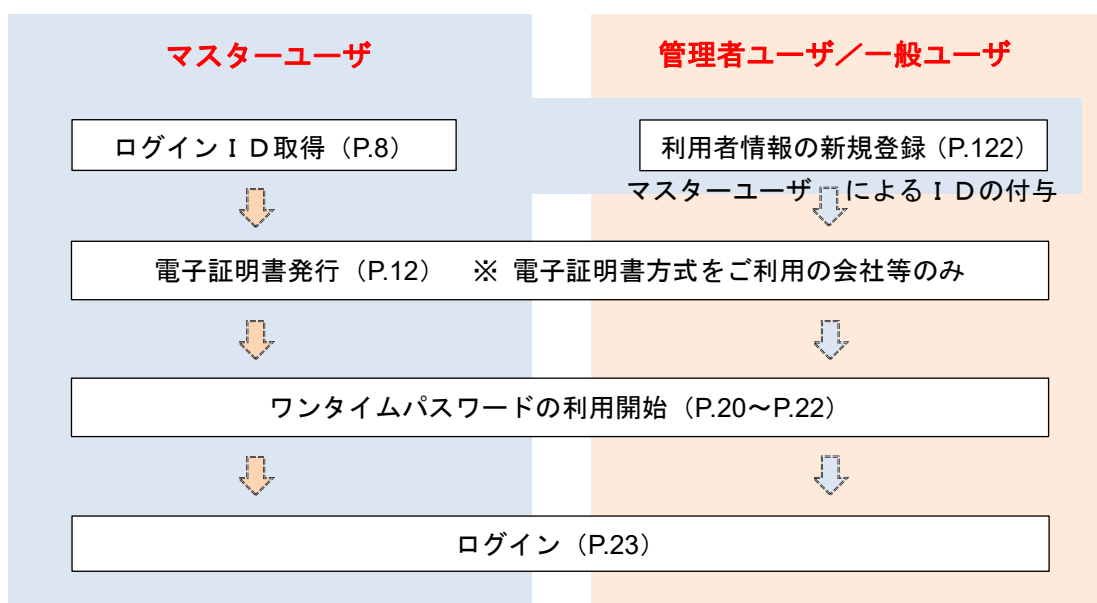 マスターユーザ
管理者ユーザ／一般ユーザ
ログインＩＤ取得（P.8）
利用者情報の新規登録（P.122）
マスターユーザ による ＩＤの付与
電子証明書発行（P.12）　※ 電子証明書方式をご利用の会社等のみ
ワンタイムパスワードの利用開始（P.20～P.22）
ログイン（P.23）